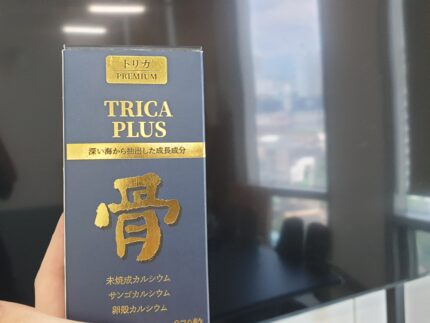 トリカ
PREMIUM
TRICA
PLUS
深い海から抽出した成長成分
骨
未焼成カルシウム
サンゴカルシウム
卵殻カルシウム